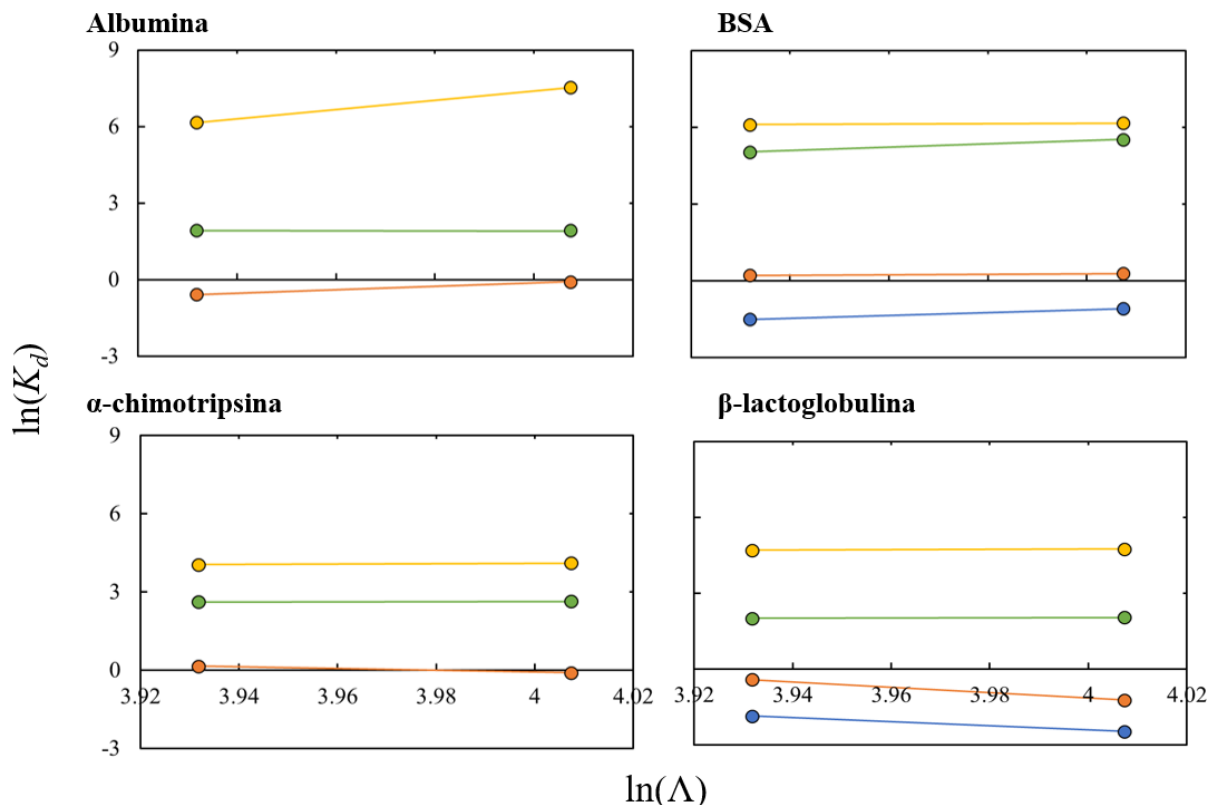 Albumina
BSA
9
6
3
0
-3
ln(K_d)
α-chimotripsina
β-lactoglobulina
9
6
3
0
-3
3.92 3.94 3.96 3.98 4 4.02
3.92 3.94 3.96 3.98 4 4.02
ln(Λ)